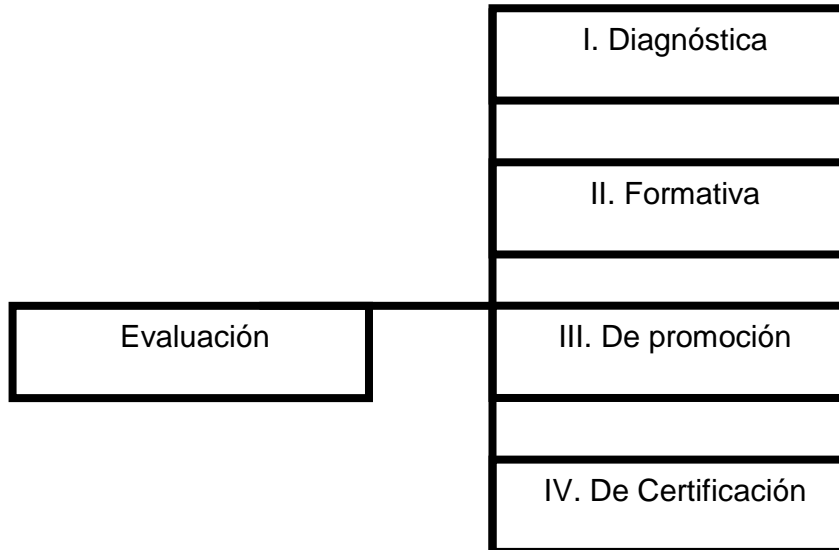 I. Diagnóstica
II. Formativa
Evaluación
III. De promoción
IV. De Certificación